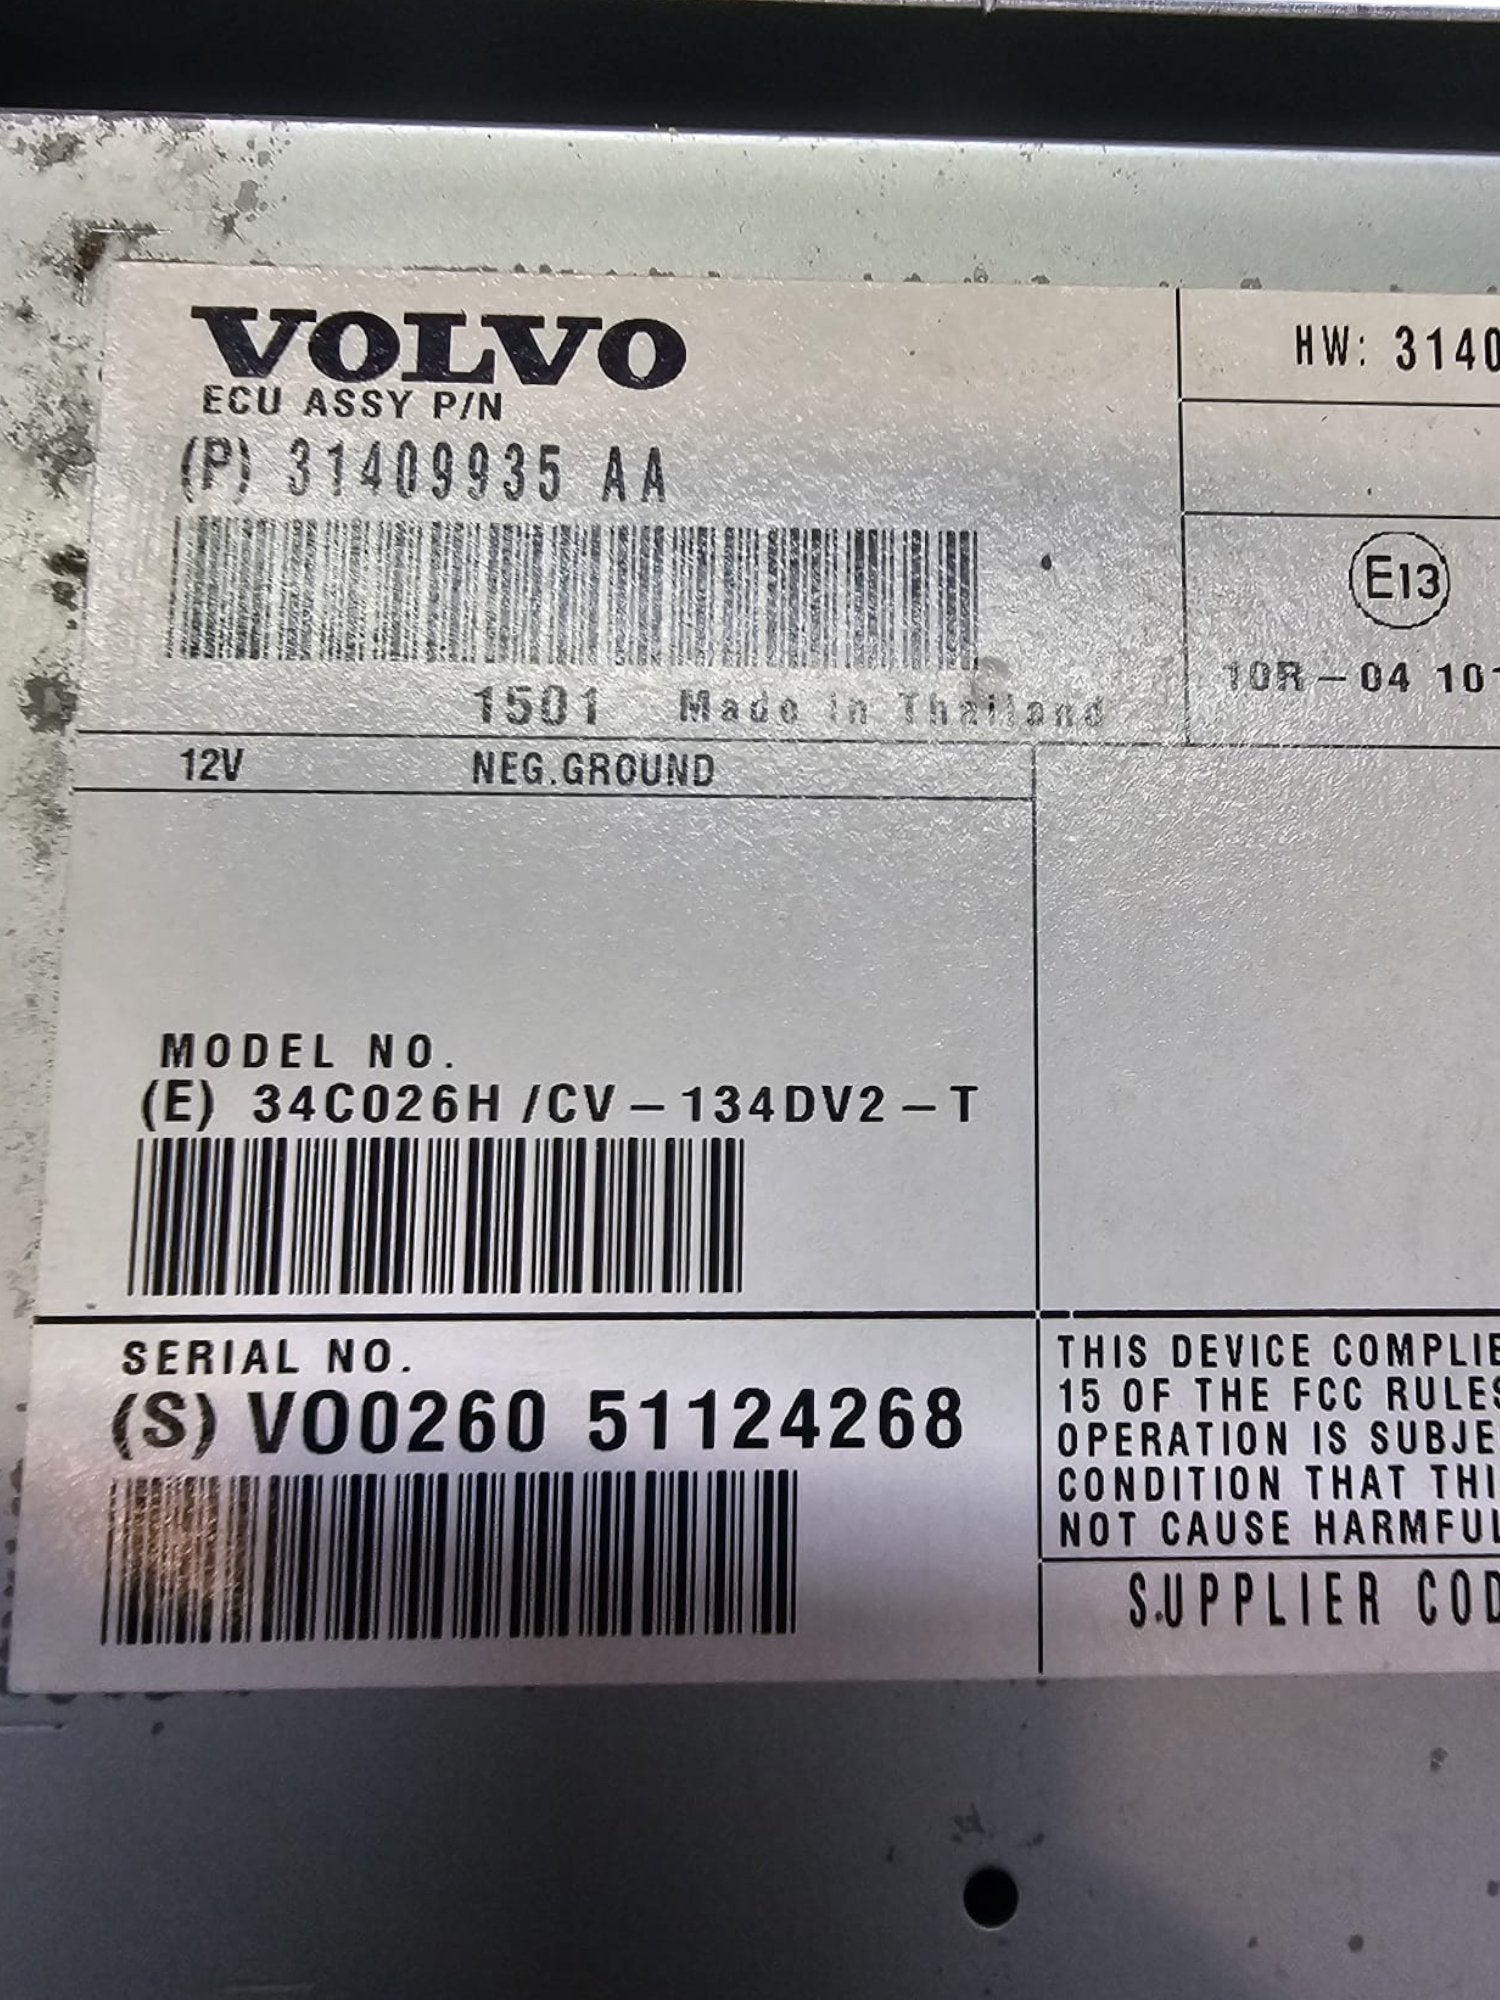 VOLVO
ECU ASSY P/N
(P) 31409935 AA
1501 Made in Thailand
12V NEG.GROUND
HW: 3140
E13
10R-04 10
MODEL NO.
(E) 34C026H /CV-134DV2-T
SERIAL NO.
(S) VO0260 51124268
THIS DEVICE COMPLIE
15 OF THE FCC RULES
OPERATION IS SUBJE
CONDITION THAT THI
NOT CAUSE HARMFUL
SUPPLIER COD